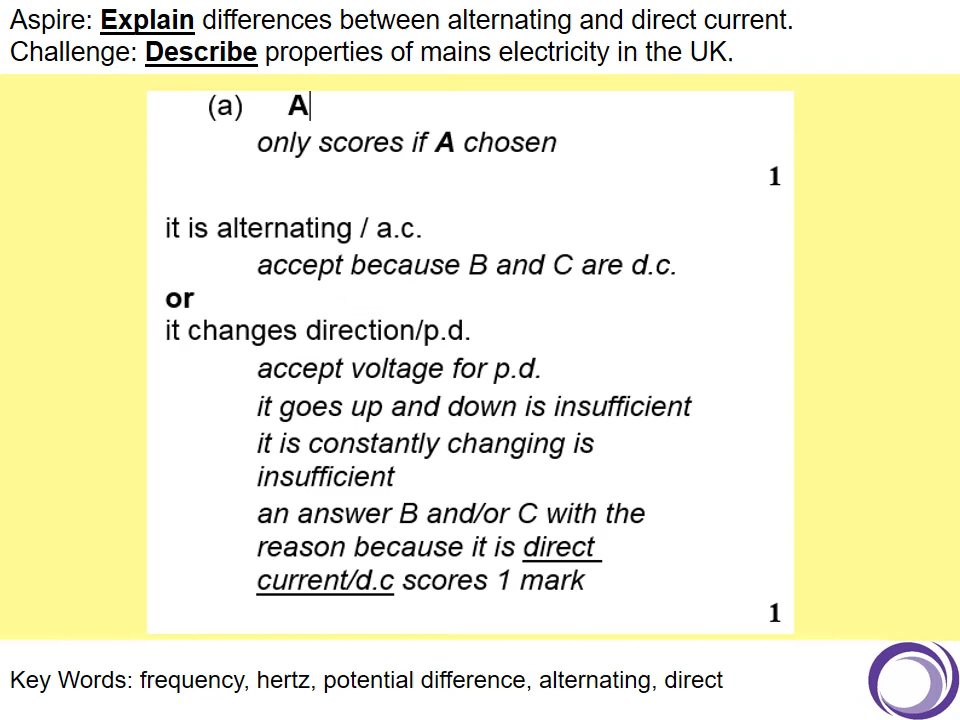 Aspire: Explain differences between alternating and direct current.
Challenge: Describe properties of mains electricity in the UK.
(a) A
only scores if A chosen
1
it is alternating / a.c.
accept because B and C are d.c.
or
it changes direction/p.d.
accept voltage for p.d.
it goes up and down is insufficient
it is constantly changing is
insufficient
an answer B and/or C with the
reason because it is direct
current/d.c scores 1 mark
1
Key Words: frequency, hertz, potential difference, alternating, direct